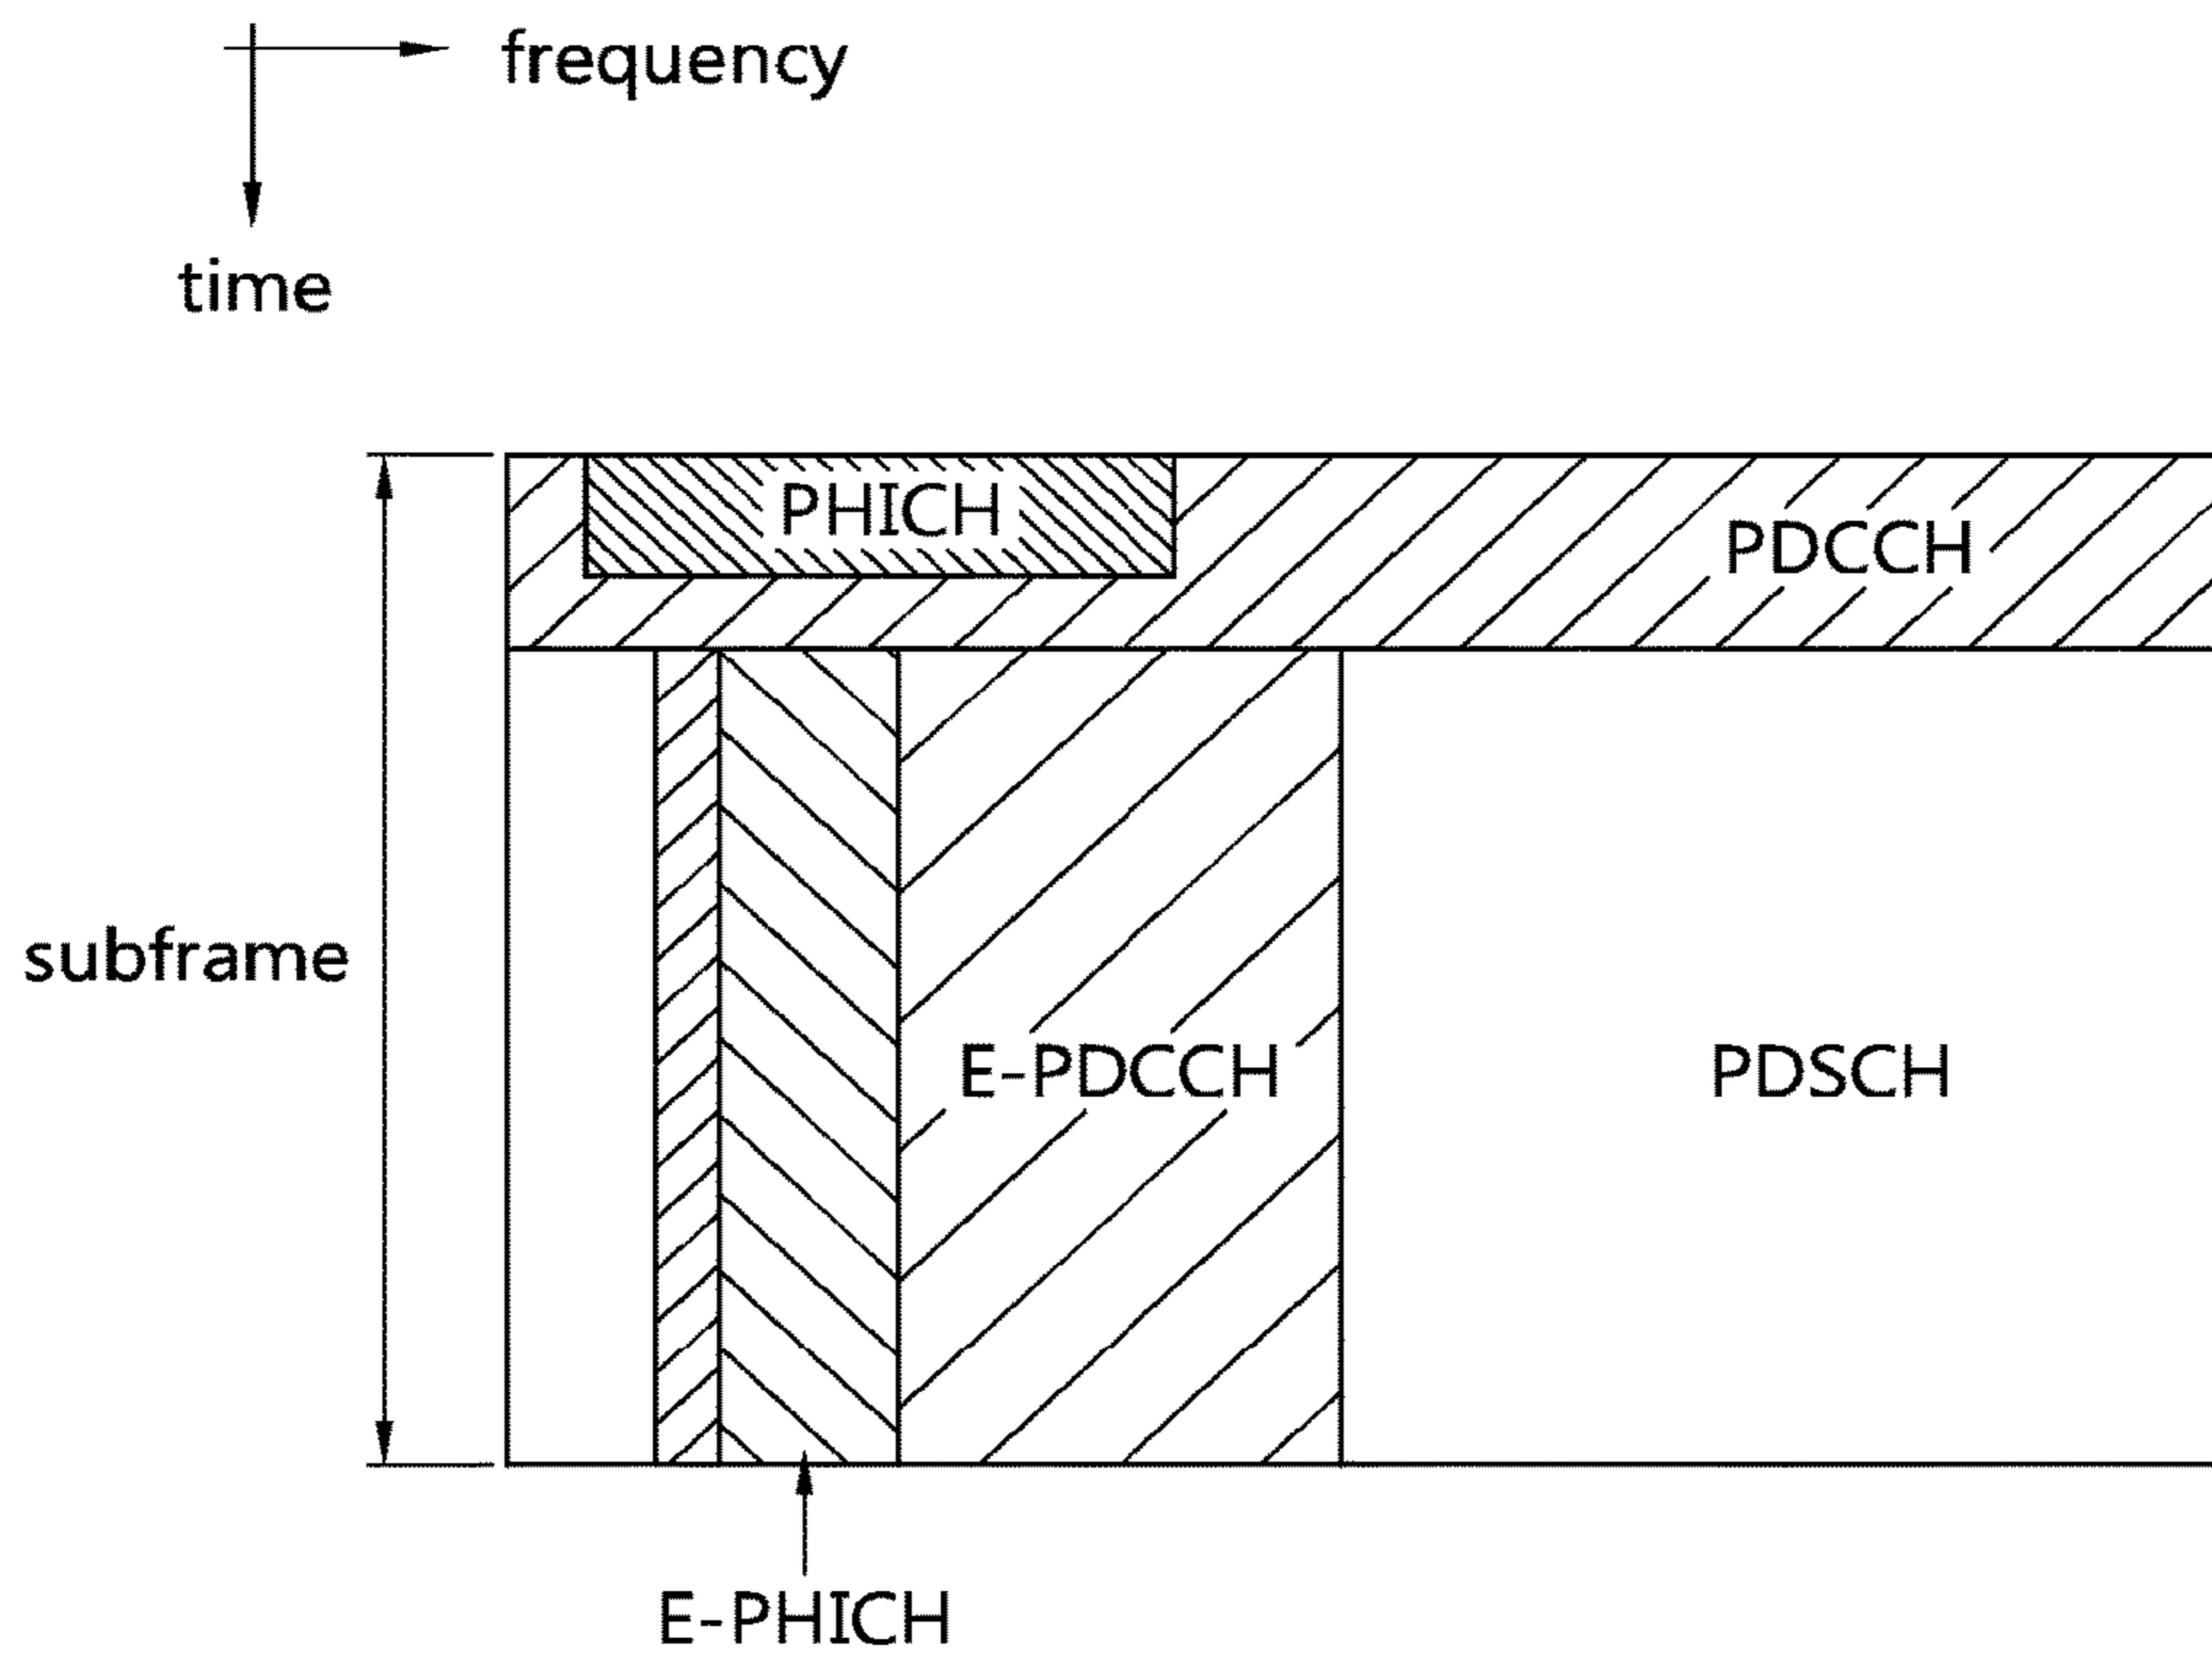 frequency
time
PHICH
PDCCH
subframe
E-PDCCH
PDSCH
E-PHICH